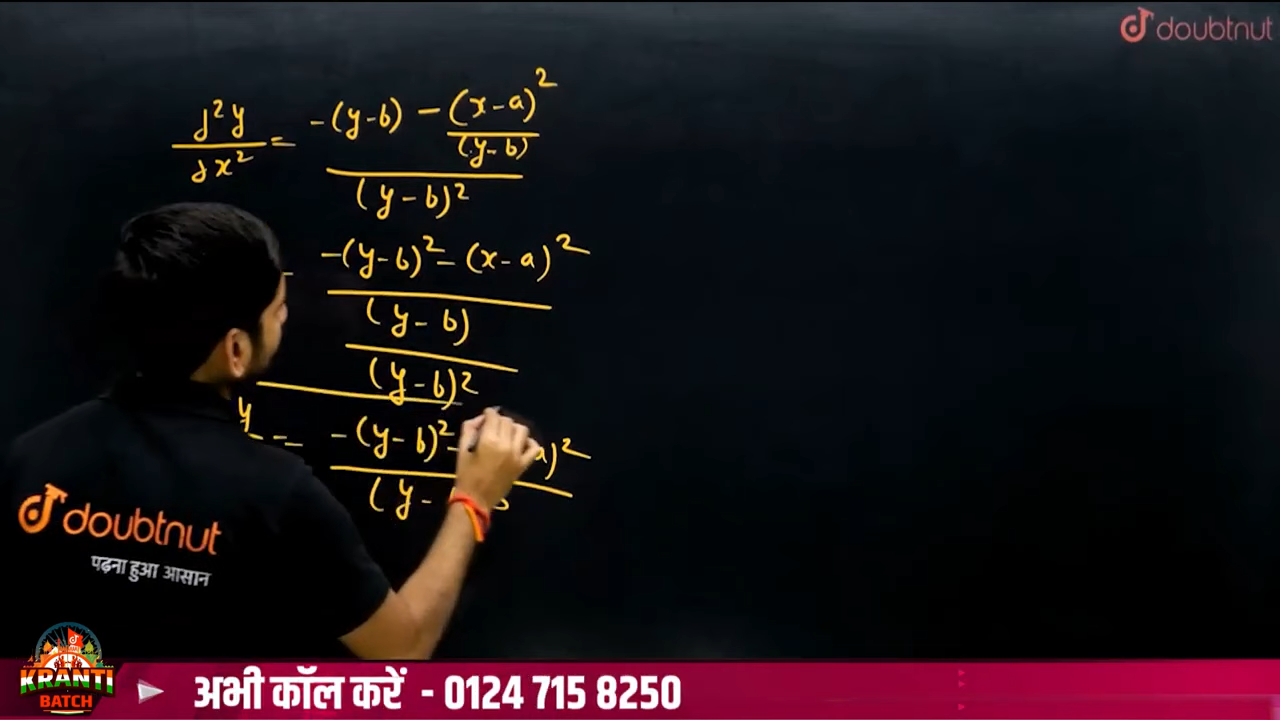 doubtnut
d²y/dx² = (-(y-b) - (x-a)²/(y-b)) / (y-b)²
-(y-b)² - (x-a)²
(y-b)
(y-b)²
y = -(y-b)² - a)²
(y-
doubtnut
पढ़ना हुआ आसान
KRANTI
BATCH
अभी कॉल करें - 0124 715 8250